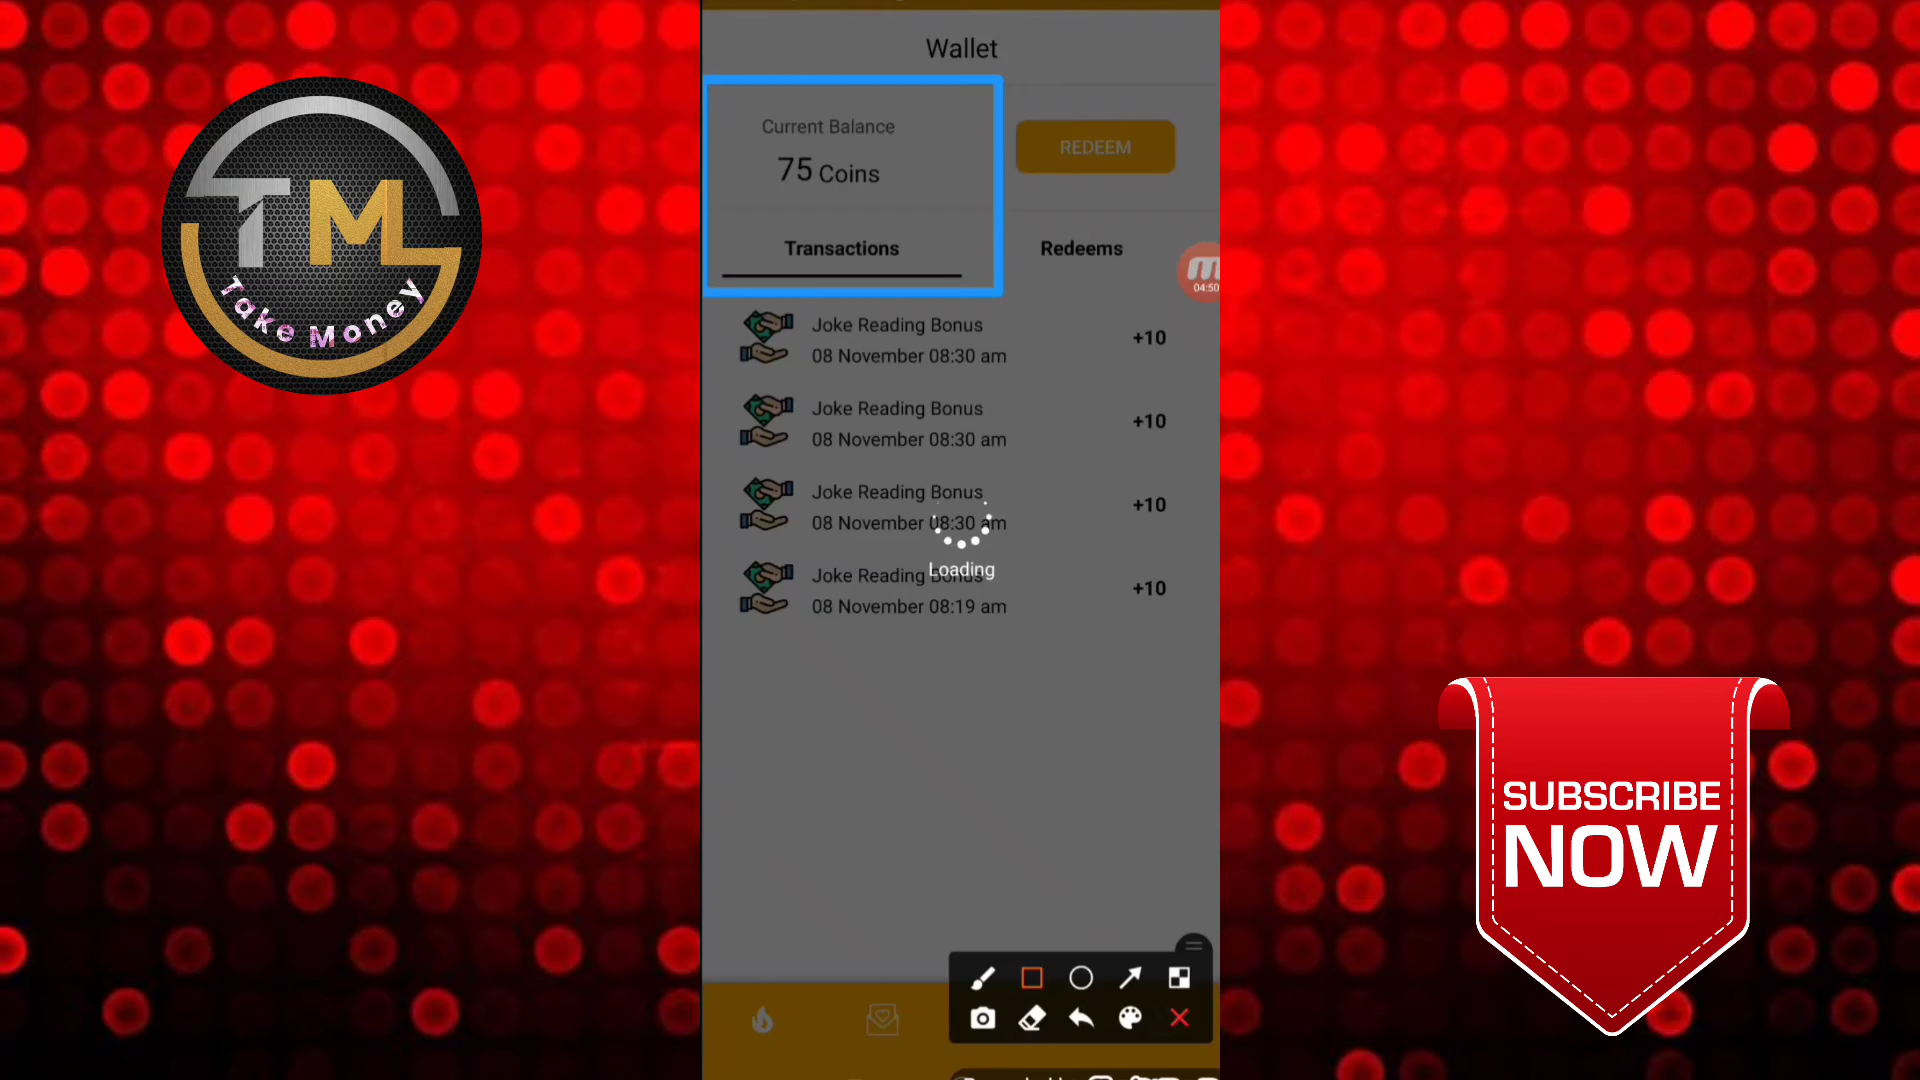 TM
Take Money
Wallet
Current Balance
75 Coins
REDEEM
Transactions
Redeems
04:50
Joke Reading Bonus
08 November 08:30 am
+10
Joke Reading Bonus
08 November 08:30 am
+10
Joke Reading Bonus
08 November 08:30 am
+10
Loading
Joke Reading Bonus
08 November 08:19 am
+10
SUBSCRIBE
NOW